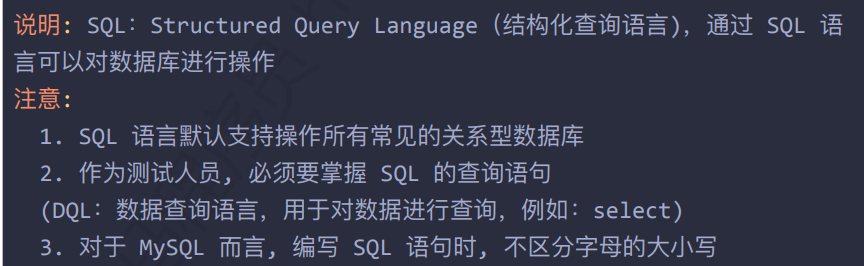 说明: SQL: Structured Query Language (结构化查询语言), 通过 SQL 语
言可以对数据库进行操作
注意:
1. SQL 语言默认支持操作所有常见的关系型数据库
2. 作为测试人员, 必须要掌握 SQL 的查询语句
(DQL: 数据查询语言, 用于对数据进行查询, 例如: select)
3. 对于 MySQL 而言, 编写 SQL 语句时, 不区分字母的大小写